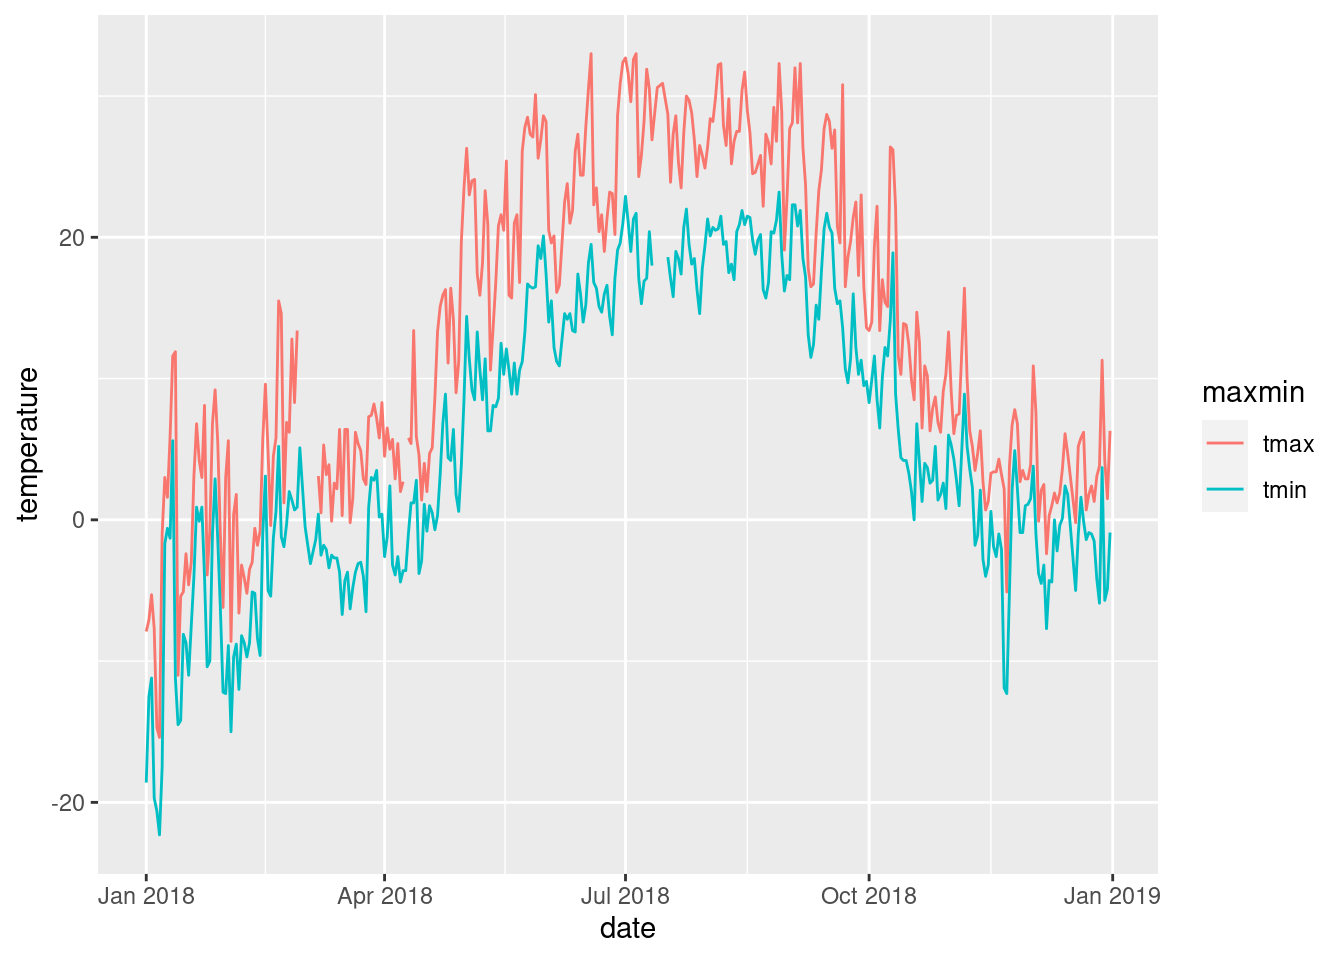 temperature
20
0
-20
Jan 2018
Apr 2018
Jul 2018
Oct 2018
Jan 2019
date
maxmin
tmax
tmin